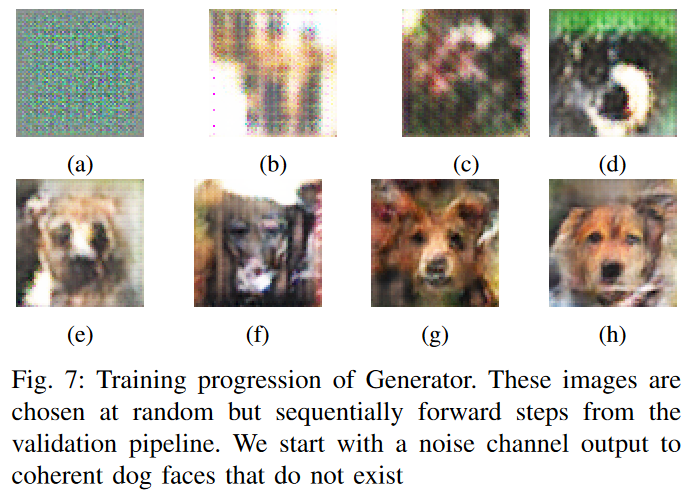 (a) (b) (c) (d)
(e) (f) (g) (h)
Fig. 7: Training progression of Generator. These images are
chosen at random but sequentially forward steps from the
validation pipeline. We start with a noise channel output to
coherent dog faces that do not exist